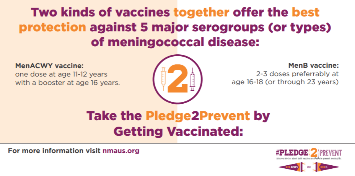 Two kinds of vaccines together offer the best
protection against 5 major serogroups (or types)
of meningococcal disease:
MenACWY vaccine:
one dose at age 11-12 years
with a booster at age 16 years.
2
MenB vaccine:
2-3 doses preferrably at
age 16-18 (or through 23 years)
Take the Pledge2Prevent by
Getting Vaccinated:
For more information visit nmaus.org
#PLEDGE2PREVENT